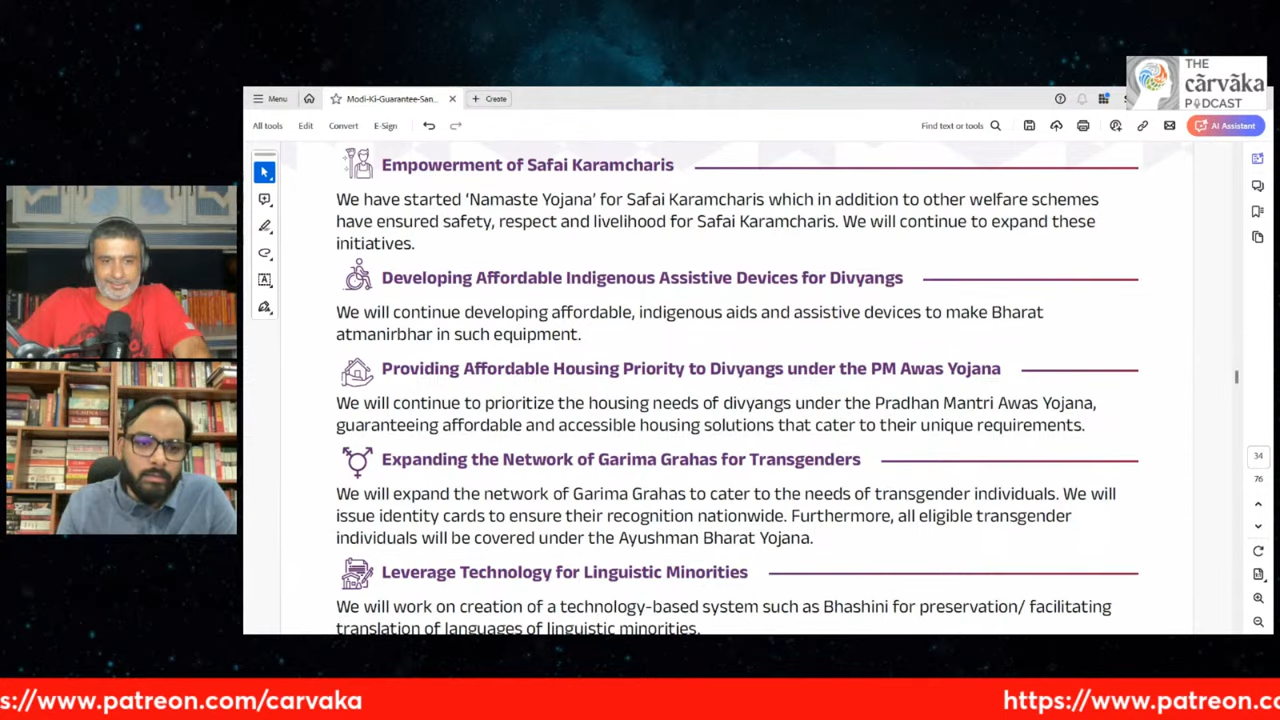 THE
cãrvãka
PODCAST
Menu
Modi-Ki-Guarantee-San...
Create
All tools
Edit
Convert
E-Sign
Find text or tools
AI Assistant
Empowerment of Safai Karamcharis
We have started ‘Namaste Yojana’ for Safai Karamcharis which in addition to other welfare schemes
have ensured safety, respect and livelihood for Safai Karamcharis. We will continue to expand these
initiatives.
Developing Affordable Indigenous Assistive Devices for Divyangs
We will continue developing affordable, indigenous aids and assistive devices to make Bharat
atmanirbhar in such equipment.
Providing Affordable Housing Priority to Divyangs under the PM Awas Yojana
We will continue to prioritize the housing needs of divyangs under the Pradhan Mantri Awas Yojana,
guaranteeing affordable and accessible housing solutions that cater to their unique requirements.
Expanding the Network of Garima Grahas for Transgenders
We will expand the network of Garima Grahas to cater to the needs of transgender individuals. We will
issue identity cards to ensure their recognition nationwide. Furthermore, all eligible transgender
individuals will be covered under the Ayushman Bharat Yojana.
Leverage Technology for Linguistic Minorities
We will work on creation of a technology-based system such as Bhashini for preservation/ facilitating
translation of languages of linguistic minorities.
34
76
s://www.patreon.com/carvaka
https://www.patreon.c